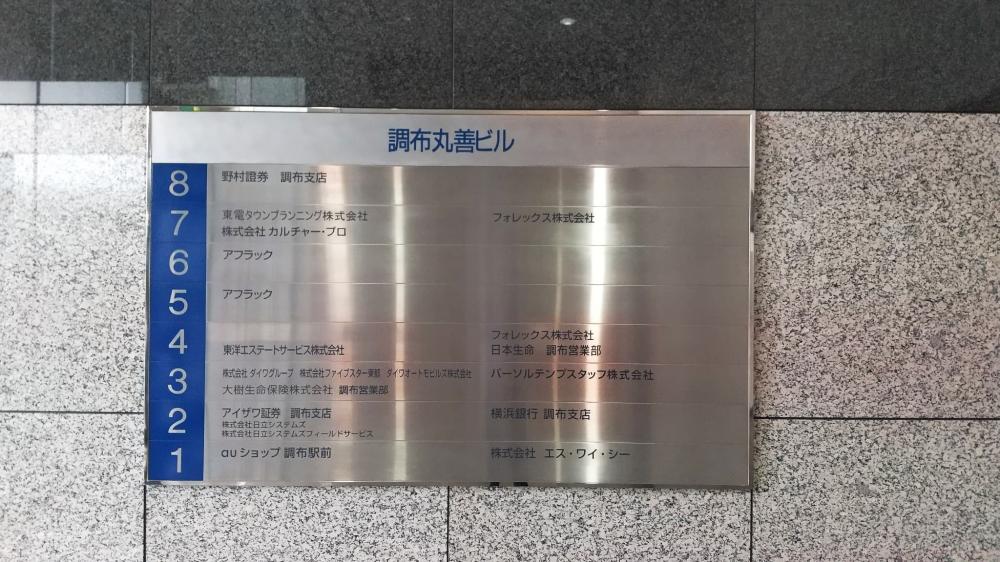 調布丸善ビル
8 野村證券 調布支店
7 東電タウンプランニング株式会社 フォレックス株式会社
株式会社 カルチャー・プロ
6 アフラック
5 アフラック
フォレックス株式会社
4 東洋エステートサービス株式会社 日本生命 調布営業部
3 株式会社 ダイワグループ 株式会社ファイブスター東都 ダイワオートモビルズ株式会社 パーソルテンプスタッフ株式会社
大樹生命保険株式会社 調布営業部
2 アイザワ証券 調布支店 横浜銀行 調布支店
株式会社日立システムズ
株式会社日立システムズフィールドサービス
1 auショップ 調布駅前 株式会社 エス・ワイ・シー